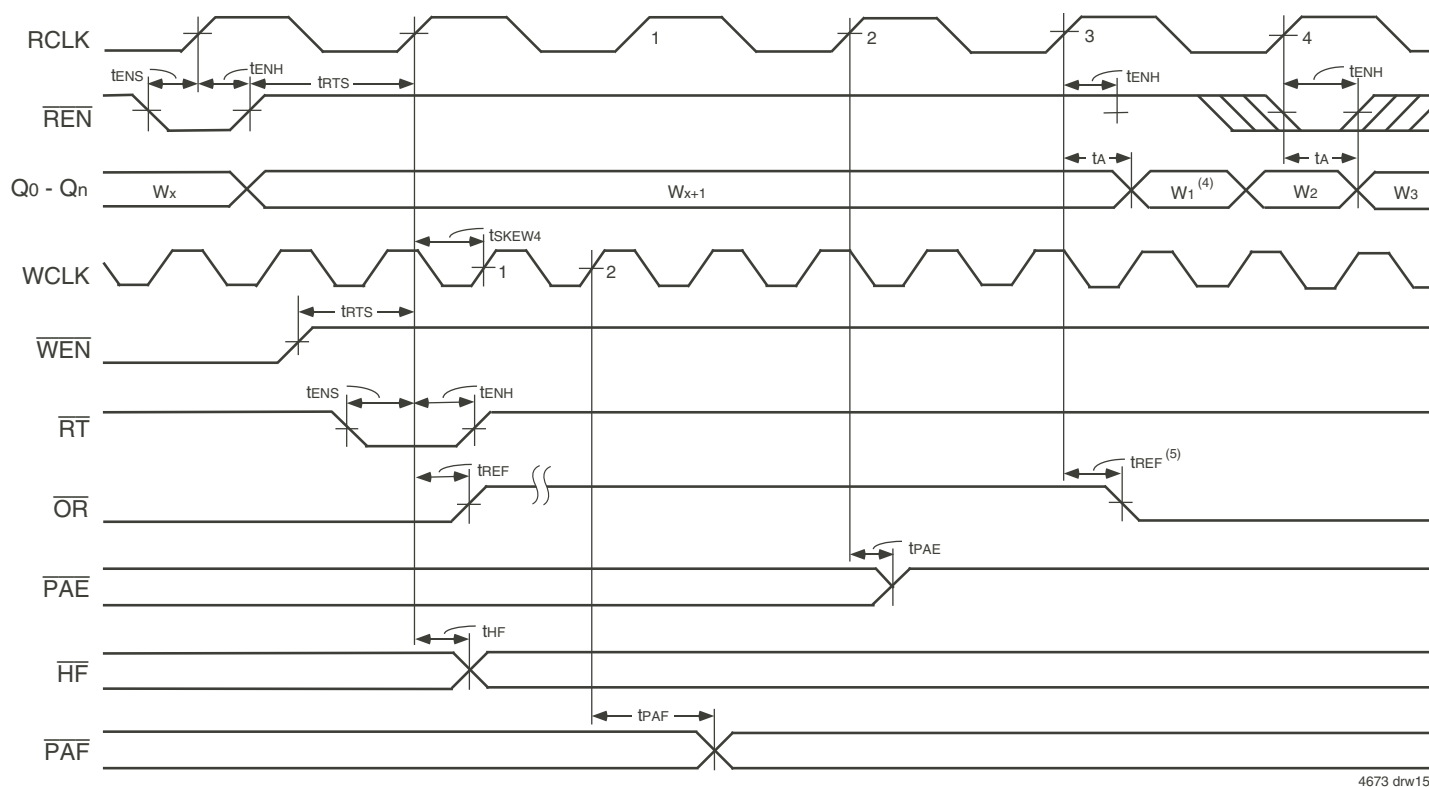 RCLK 1 2 3 4
tENS tENH tRTS tENH tENH
REN
tA tA
Q0 - Qn Wx Wx+1 W1 (4) W2 W3
tSKEW4
WCLK 1 2
tRTS
WEN
tENS tENH
RT
tREF tREF (5)
OR
tPAE
PAE
tHF
HF
tPAF
PAF
4673 drw15